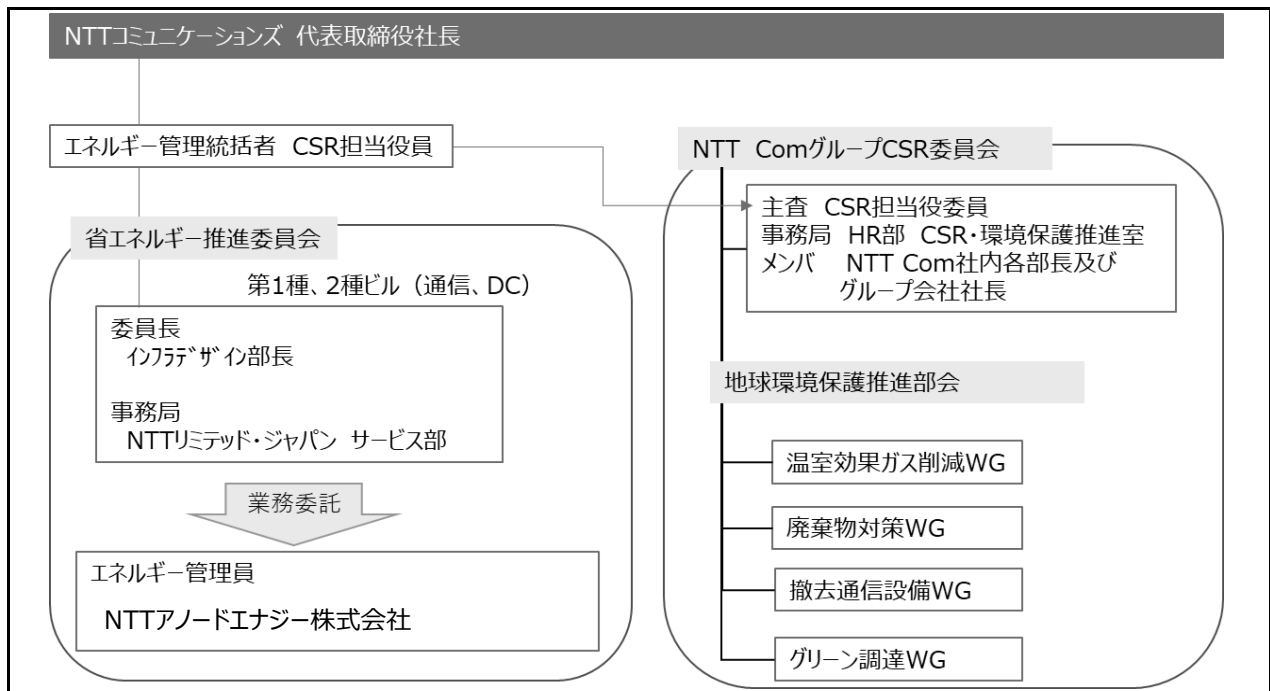 NTTコミュニケーションズ 代表取締役社長
エネルギー管理統括者 CSR担当役員
省エネルギー推進委員会
第1種、2種ビル（通信、DC）
委員長
ｲﾝﾌﾗﾃﾞｻﾞｲﾝ部長
事務局
NTTリミテッド・ジャパン サービス部
業務委託
エネルギー管理員
NTTアノードエナジー株式会社
NTT ComグループCSR委員会
主査 CSR担当役委員
事務局 HR部 CSR・環境保護推進室
メンバ NTT Com社内各部長及び
グループ会社社長
地球環境保護推進部会
温室効果ガス削減WG
廃棄物対策WG
撤去通信設備WG
グリーン調達WG